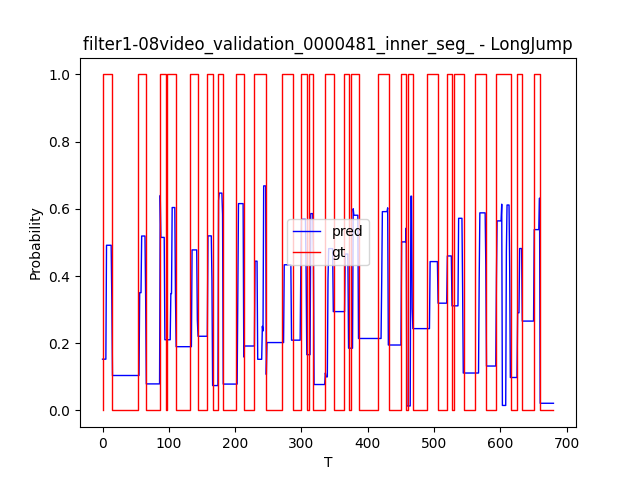 filter1-08video_validation_0000481_inner_seg_ - LongJump
1.0
0.8
0.6
0.4
0.2
0.0
Probability
pred
gt
0 100 200 300 400 500 600 700
T